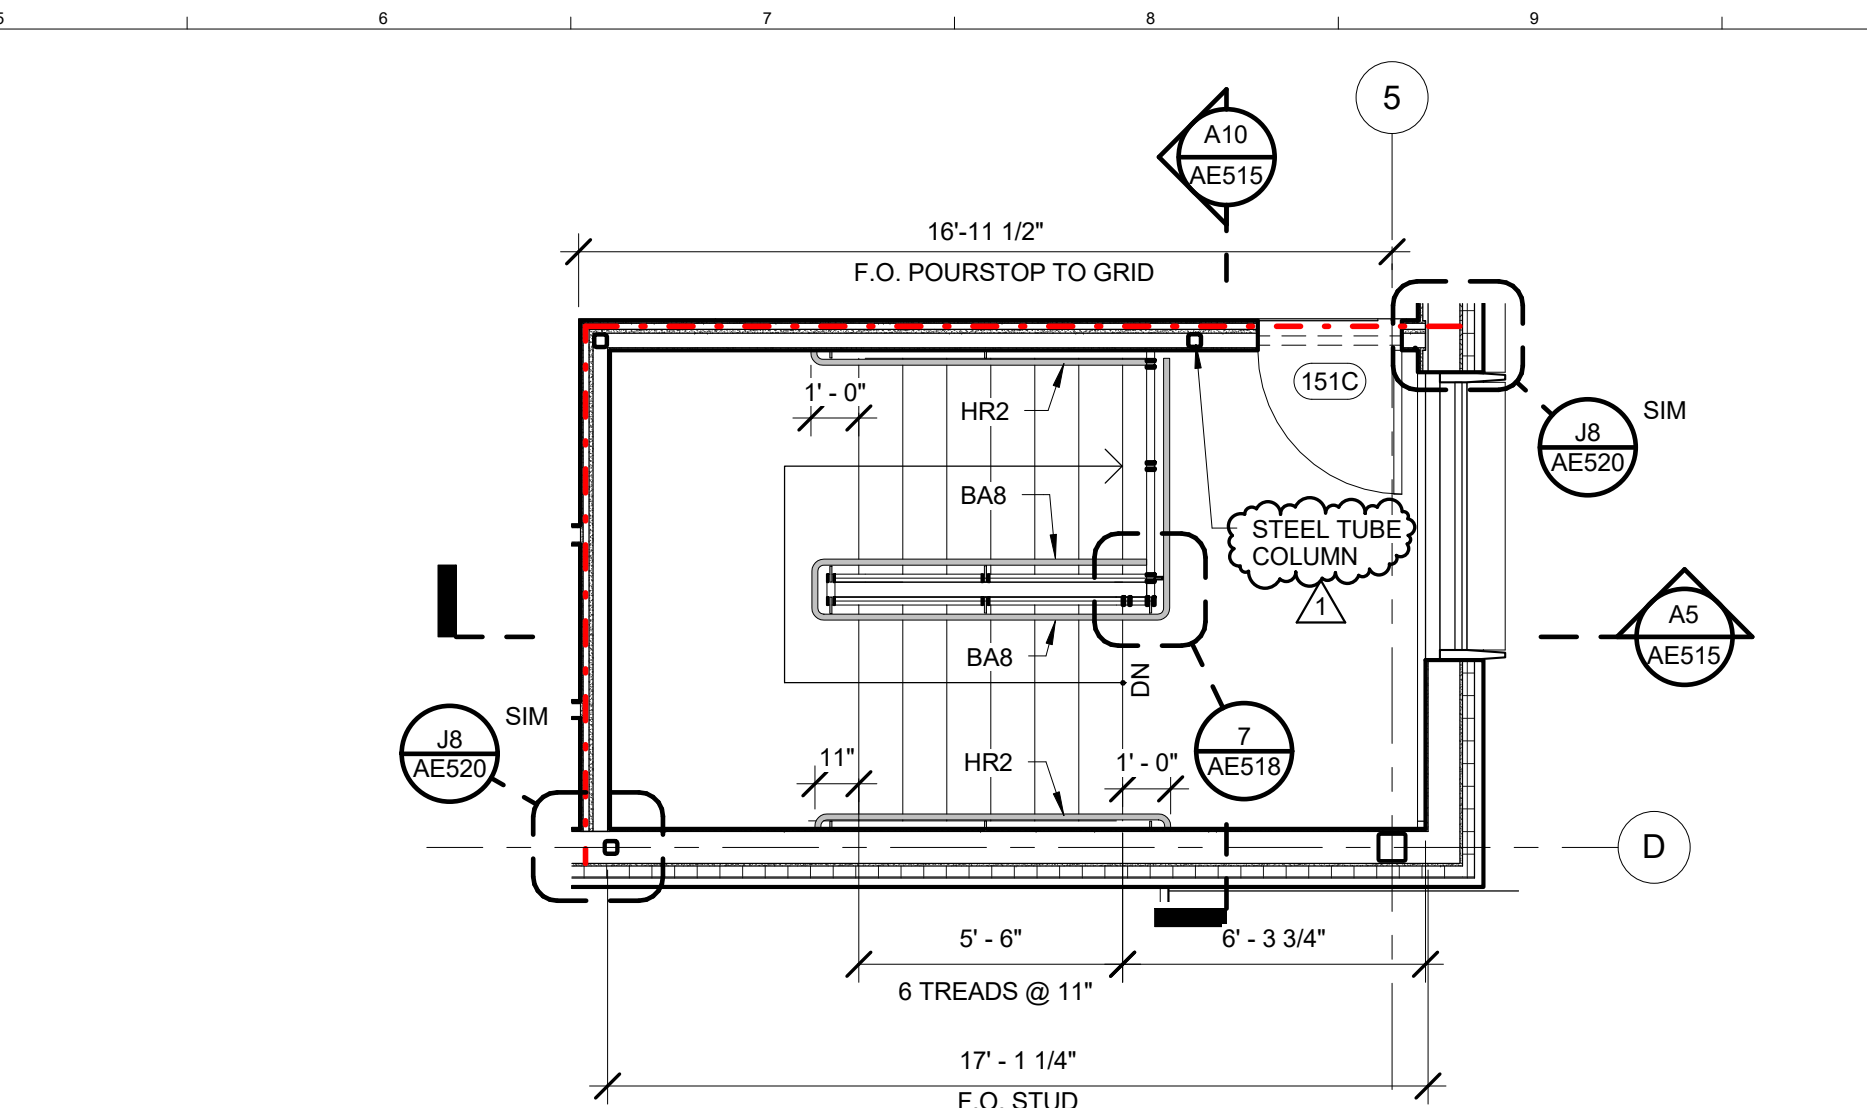 5
6
7
8
9
5
A10
AE515
16'-11 1/2"
F.O. POURSTOP TO GRID
151C
1' - 0"
HR2
SIM
J8
AE520
BA8
STEEL TUBE
COLUMN
1
A5
AE515
BA8
DN
SIM
J8
AE520
7
AE518
11"
HR2
1' - 0"
D
5' - 6"
6' - 3 3/4"
6 TREADS @ 11"
17' - 1 1/4"
F.O. STUD